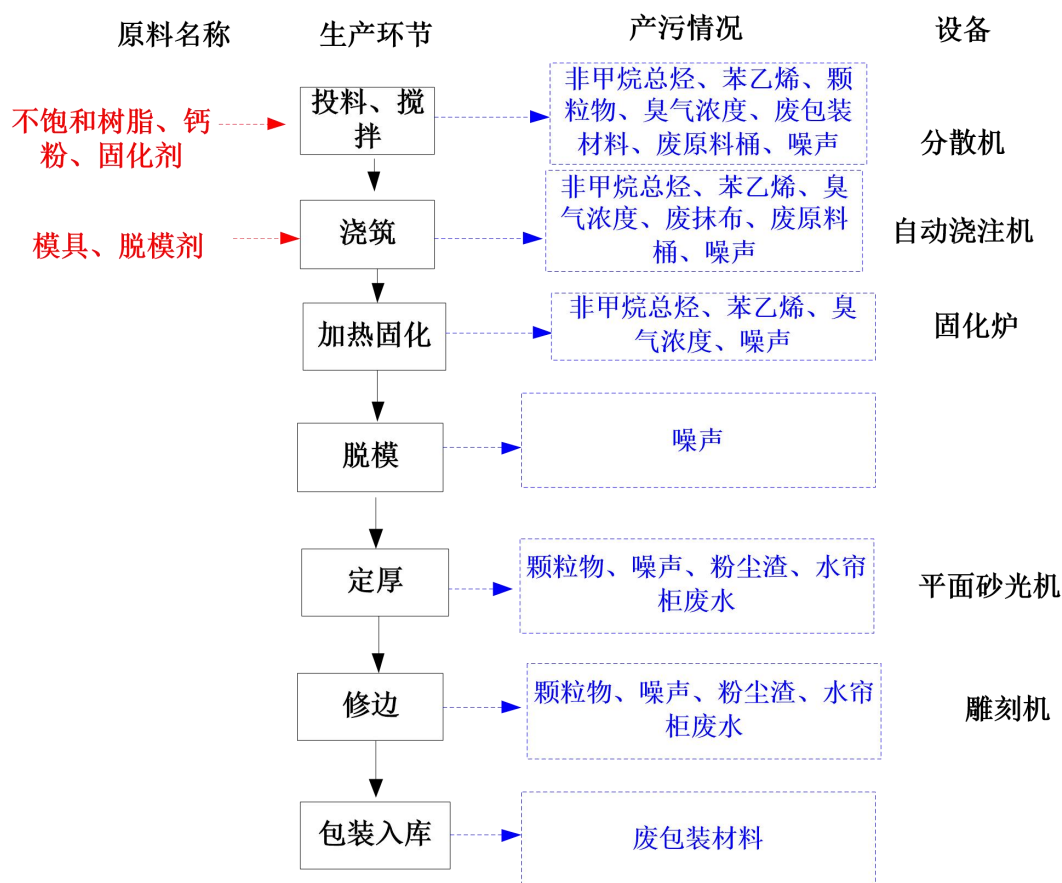 原料名称
生产环节
产污情况
设备
不饱和树脂、钙
粉、固化剂
投料、搅
拌
非甲烷总烃、苯乙烯、颗
粒物、臭气浓度、废包装
材料、废原料桶、噪声
分散机
模具、脱模剂
浇筑
非甲烷总烃、苯乙烯、臭
气浓度、废抹布、废原料
桶、噪声
自动浇注机
加热固化
非甲烷总烃、苯乙烯、臭
气浓度、噪声
固化炉
脱模
噪声
定厚
颗粒物、噪声、粉尘渣、水帘
柜废水
平面砂光机
修边
颗粒物、噪声、粉尘渣、水帘
柜废水
雕刻机
包装入库
废包装材料